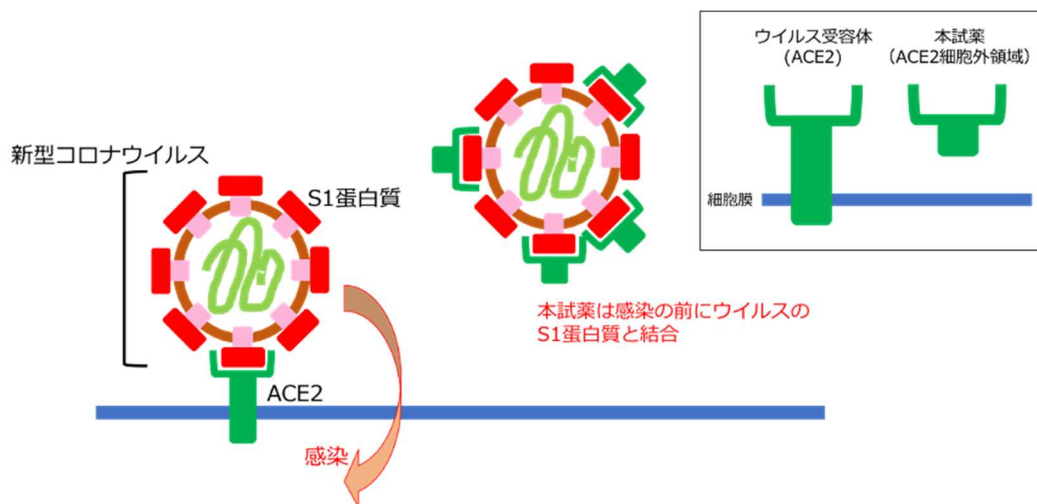 新型コロナウイルス
S1蛋白質
ACE2
感染
本試薬は感染の前にウイルスの
S1蛋白質と結合
ウイルス受容体
(ACE2)
本試薬
（ACE2細胞外領域）
細胞膜